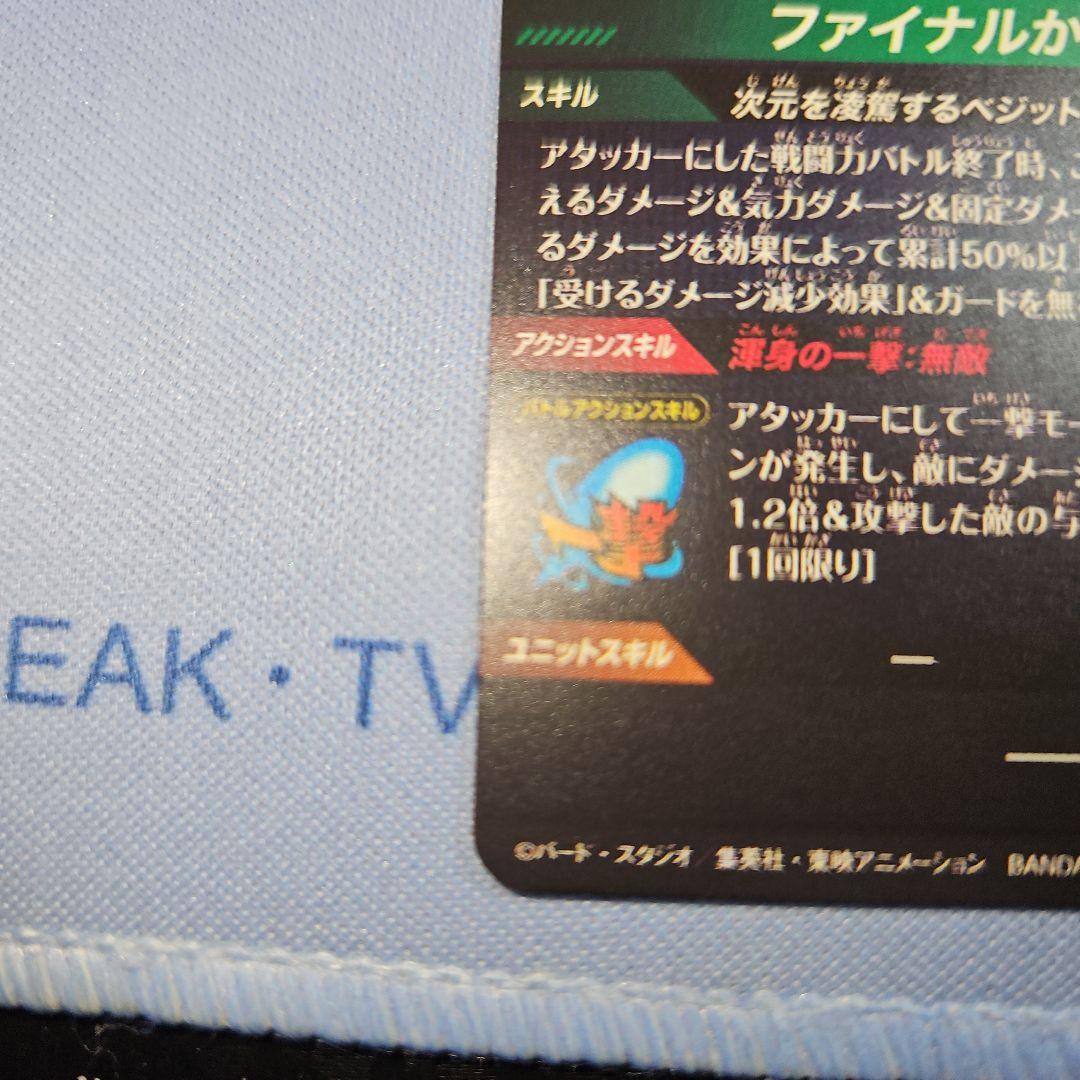 ファイナルか
スキル
次元を凌駕するベジット
アタッカーにした戦闘力バトル終了時、こ
えるダメージ&気力ダメージ&固定ダメー
るダメージを効果によって累計50%以上
「受けるダメージ減少効果」&ガードを無
アクションスキル
渾身の一撃:無敵
バトルアクションスキル
アタッカーにして一撃モー
ンが発生し、敵にダメージ
1.2倍&攻撃した敵の与
[1回限り]
一撃
ユニットスキル
ー
EAK・TV
©バード・スタジオ/集英社・東映アニメーション BANDA